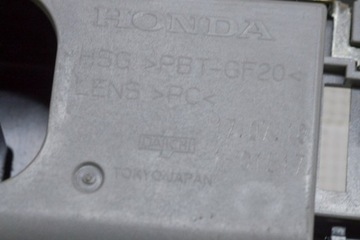 HONDA
HSG >PBT-GF20<
LENS >PC<
TOKYO JAPAN